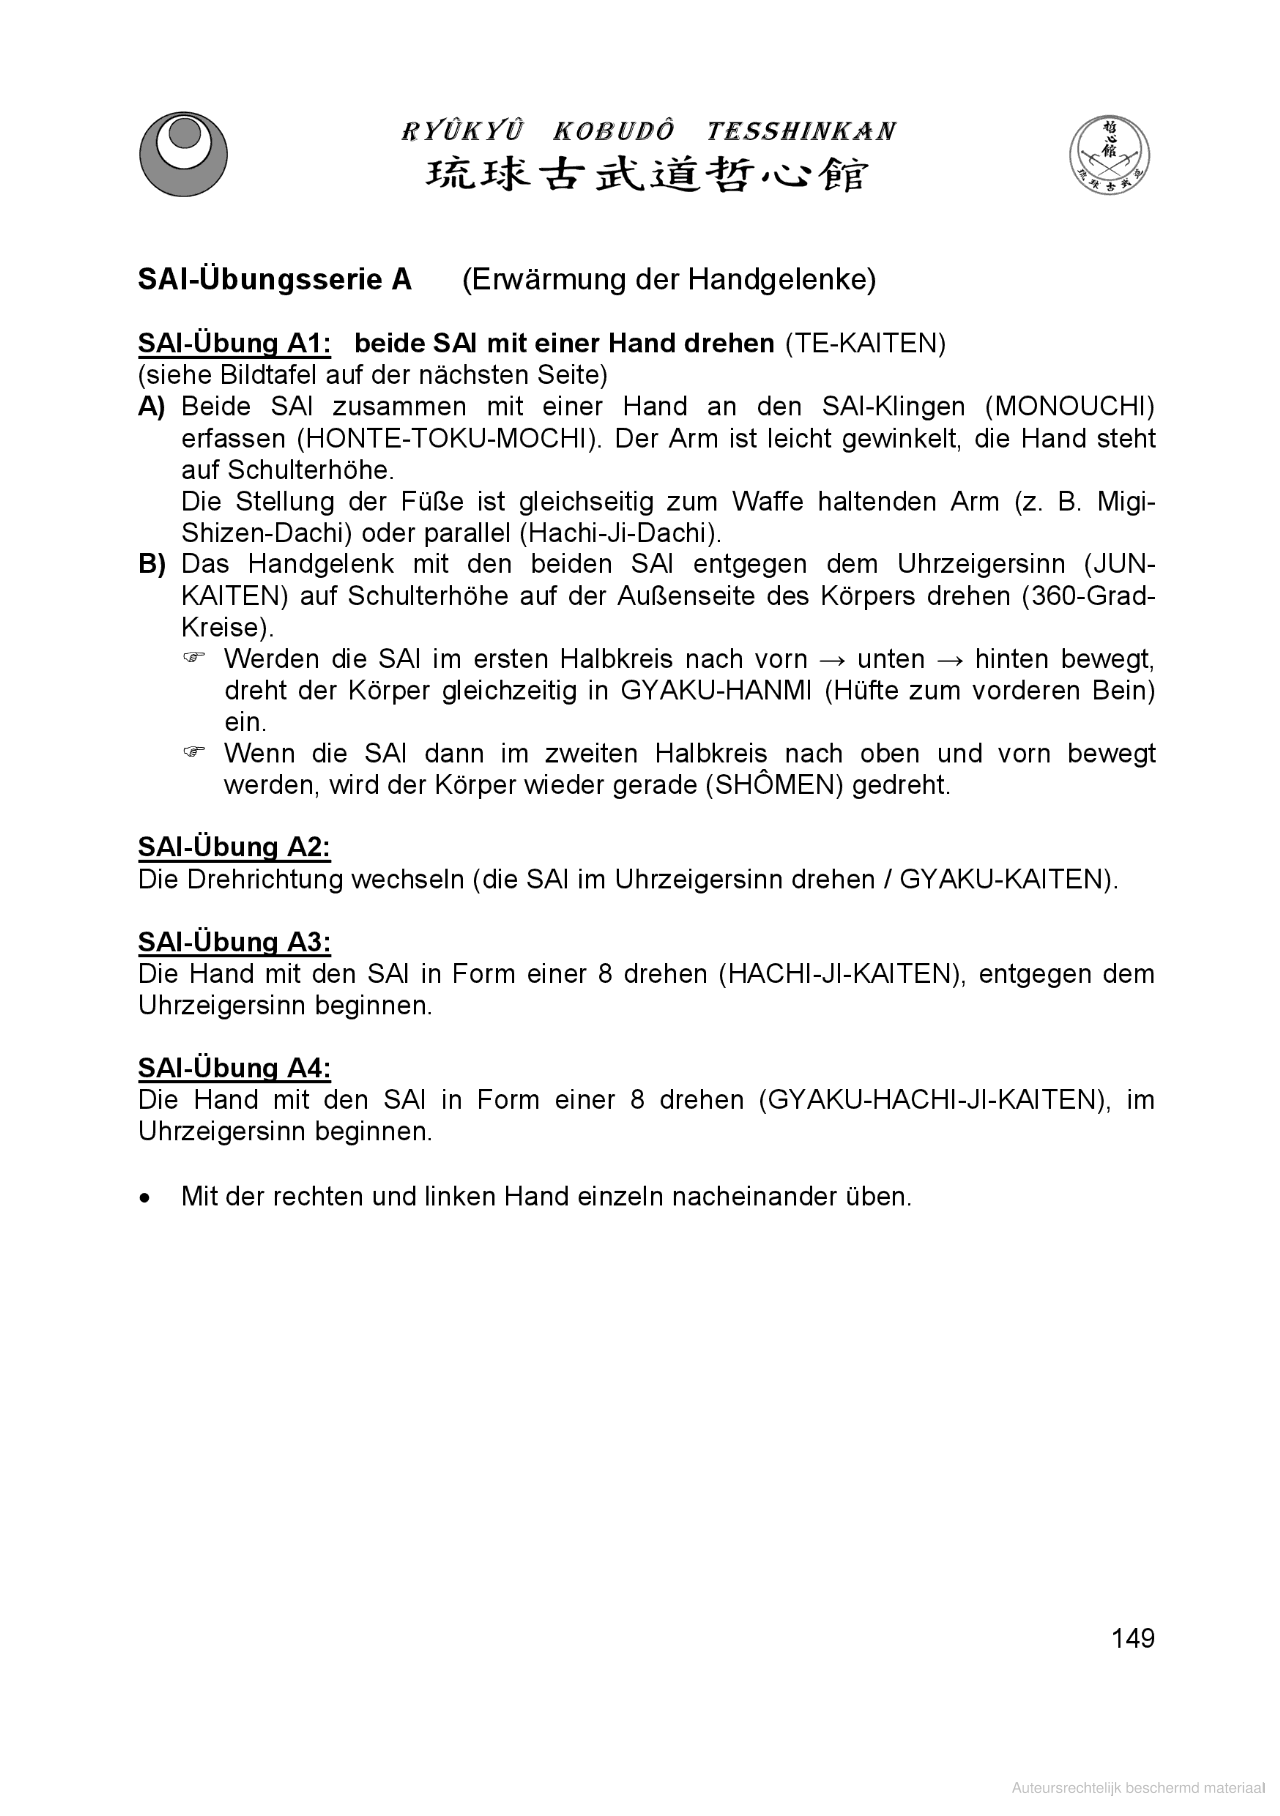 RYÛKYÛ KOBUDÔ TESSHINKAN
琉球古武道哲心館
哲心館
琉球古武道
SAI-Übungsserie A (Erwärmung der Handgelenke)
SAI-Übung A1: beide SAI mit einer Hand drehen (TE-KAITEN)
(siehe Bildtafel auf der nächsten Seite)
A) Beide SAI zusammen mit einer Hand an den SAI-Klingen (MONOUCHI)
erfassen (HONTE-TOKU-MOCHI). Der Arm ist leicht gewinkelt, die Hand steht
auf Schulterhöhe.
Die Stellung der Füße ist gleichseitig zum Waffe haltenden Arm (z. B. Migi-
Shizen-Dachi) oder parallel (Hachi-Ji-Dachi).
B) Das Handgelenk mit den beiden SAI entgegen dem Uhrzeigersinn (JUN-
KAITEN) auf Schulterhöhe auf der Außenseite des Körpers drehen (360-Grad-
Kreise).
☞ Werden die SAI im ersten Halbkreis nach vorn → unten → hinten bewegt,
dreht der Körper gleichzeitig in GYAKU-HANMI (Hüfte zum vorderen Bein)
ein.
☞ Wenn die SAI dann im zweiten Halbkreis nach oben und vorn bewegt
werden, wird der Körper wieder gerade (SHÔMEN) gedreht.
SAI-Übung A2:
Die Drehrichtung wechseln (die SAI im Uhrzeigersinn drehen / GYAKU-KAITEN).
SAI-Übung A3:
Die Hand mit den SAI in Form einer 8 drehen (HACHI-JI-KAITEN), entgegen dem
Uhrzeigersinn beginnen.
SAI-Übung A4:
Die Hand mit den SAI in Form einer 8 drehen (GYAKU-HACHI-JI-KAITEN), im
Uhrzeigersinn beginnen.
• Mit der rechten und linken Hand einzeln nacheinander üben.
149
Auteursrechtelijk beschermd materiaal